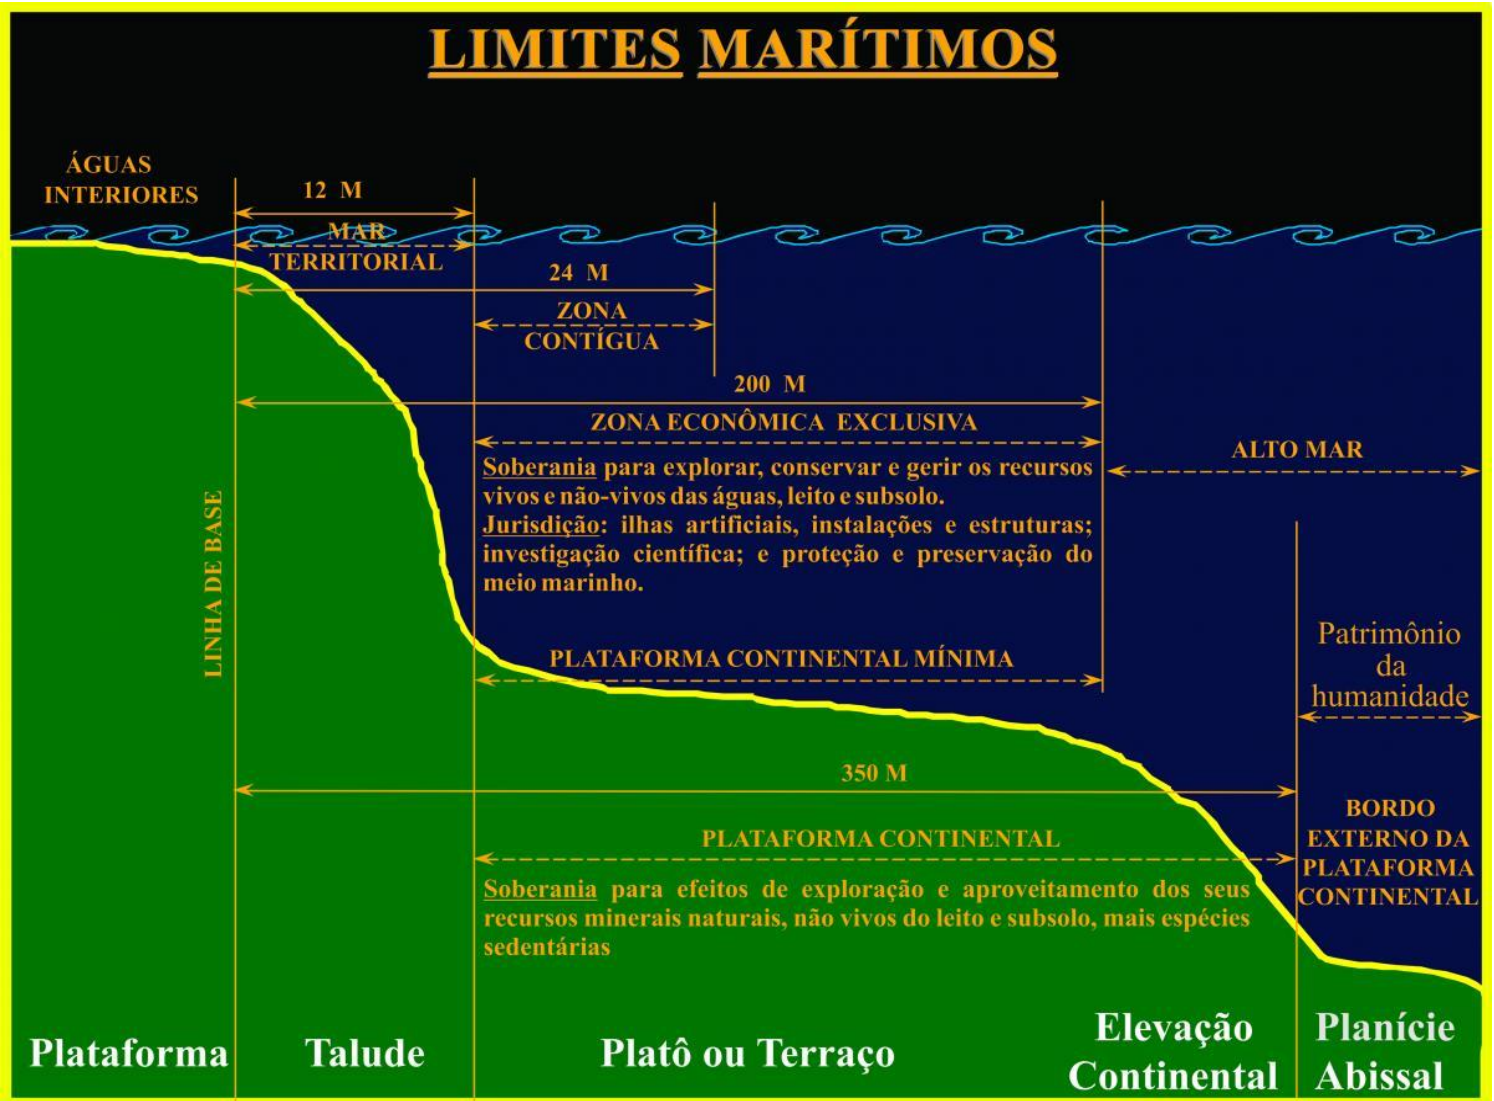 LIMITES MARÍTIMOS
ÁGUAS
INTERIORES
12 M
MAR
TERRITORIAL
24 M
ZONA
CONTÍGUA
200 M
ZONA ECONÔMICA EXCLUSIVA
Soberania para explorar, conservar e gerir os recursos
vivos e não-vivos das águas, leito e subsolo.
Jurisdição: ilhas artificiais, instalações e estruturas;
investigação científica; e proteção e preservação do
meio marinho.
ALTO MAR
LINHA DE BASE
PLATAFORMA CONTINENTAL MÍNIMA
Patrimônio
da
humanidade
350 M
PLATAFORMA CONTINENTAL
Soberania para efeitos de exploração e aproveitamento dos seus
recursos minerais naturais, não vivos do leito e subsolo, mais espécies
sedentárias
BORDO
EXTERNO DA
PLATAFORMA
CONTINENTAL
Plataforma
Talude
Platô ou Terraço
Elevação
Continental
Planície
Abissal